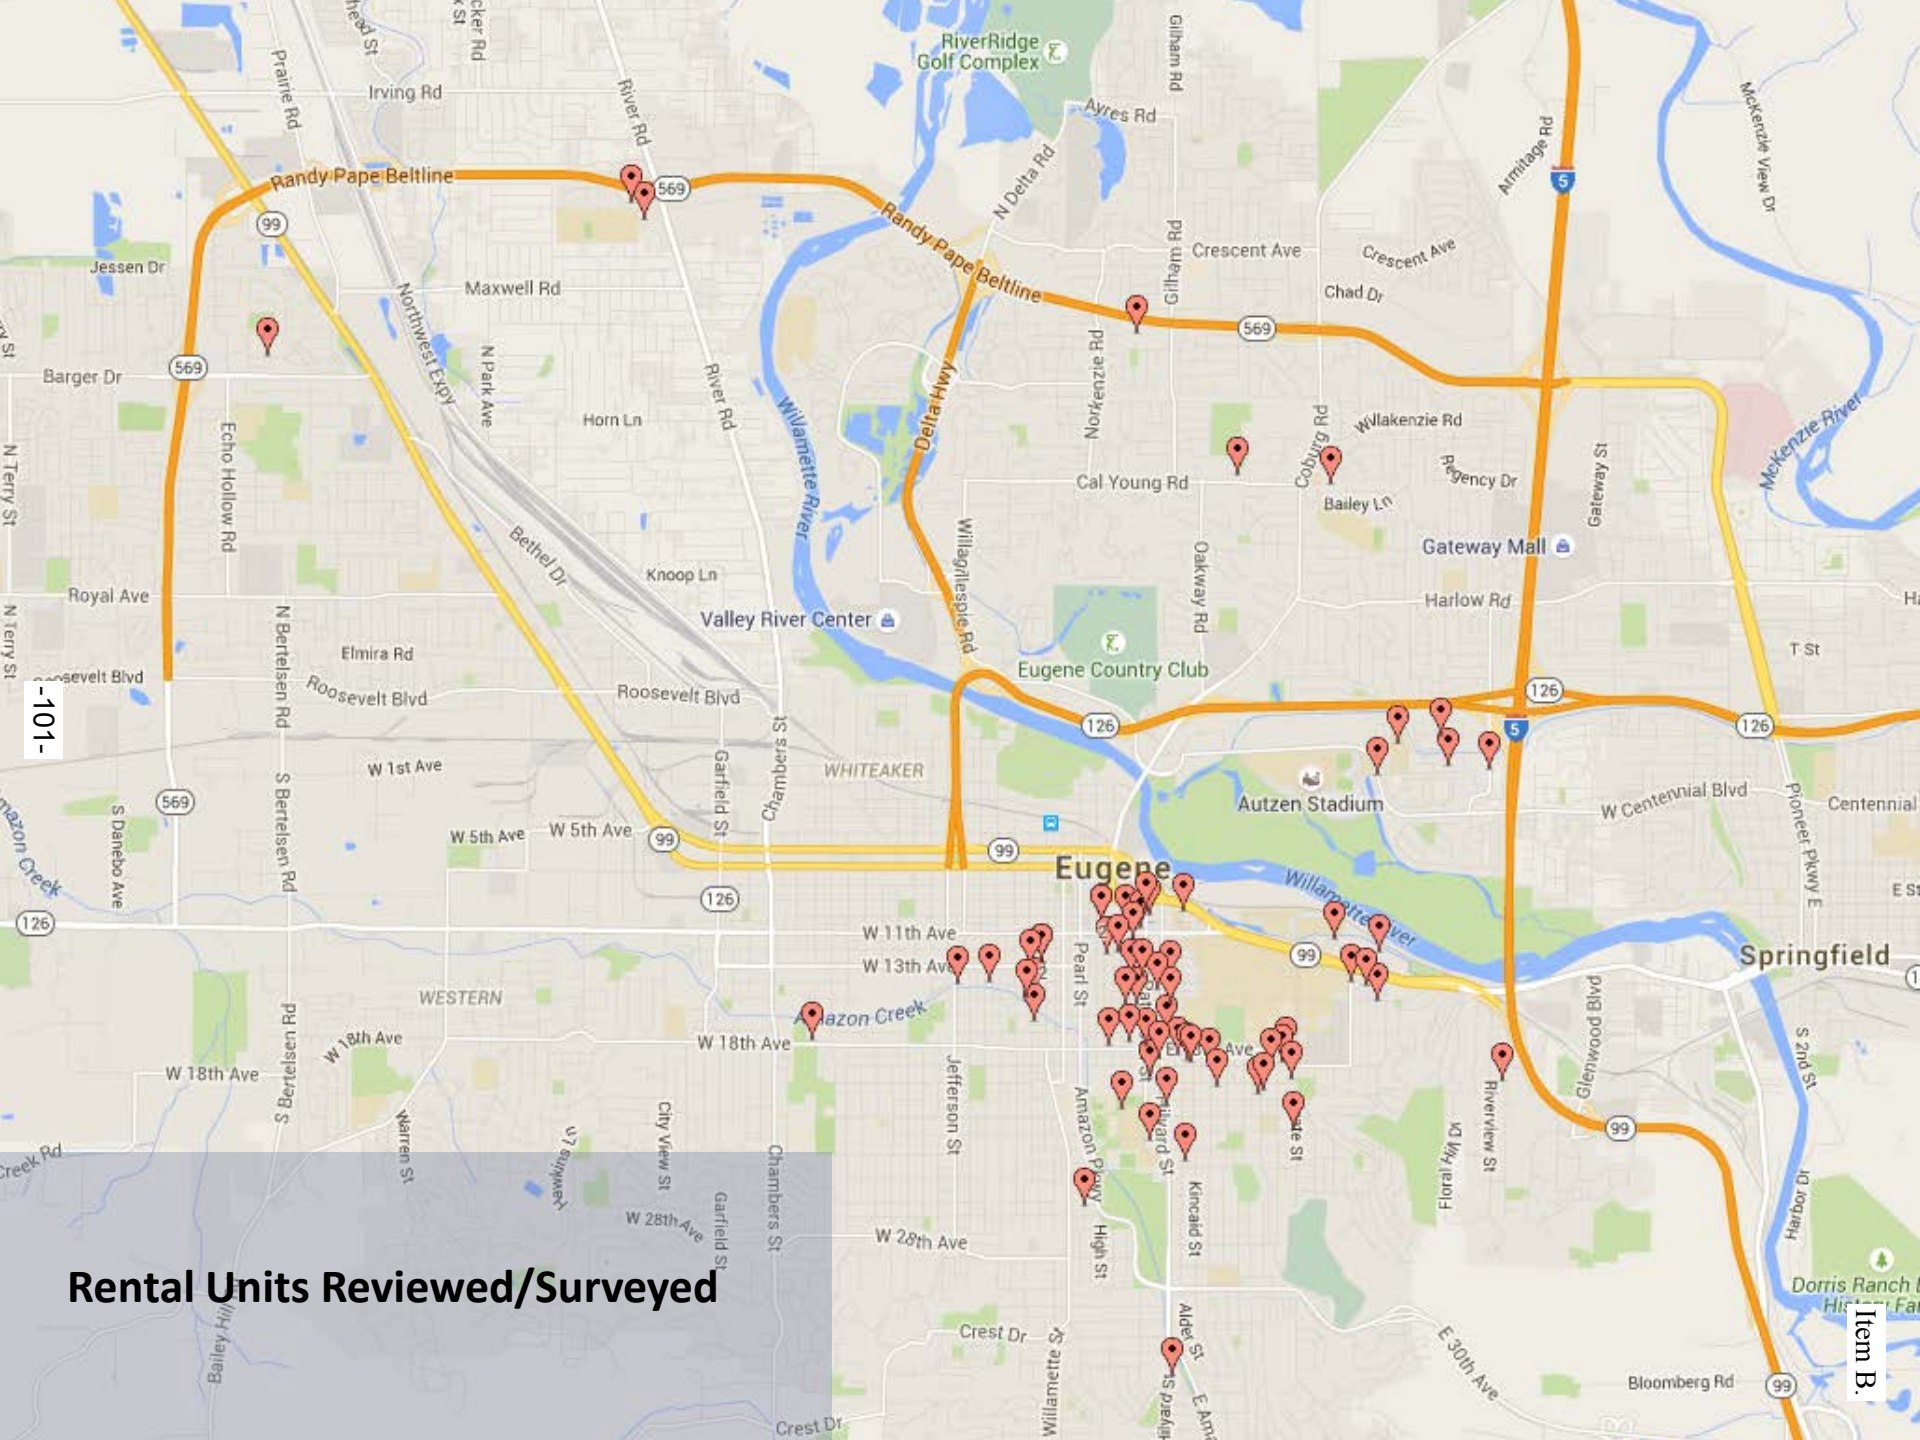 RiverRidge
Golf Complex
Gilham Rd
Prairie Rd
Irving Rd
River Rd
Ayres Rd
McKenzie View Dr
Armitage Rd
N Delta Rd
5
Randy Pape Beltline
569
99
Randy Pape Beltline
Gilham Rd
Crescent Ave
Crescent Ave
Jessen Dr
Maxwell Rd
Chad Dr
Northwest Expy
569
N Park Ave
Norkenzie Rd
569
Barger Dr
River Rd
Delta Hwy
Willamette River
Horn Ln
Coburg Rd
Willakenzie Rd
McKenzie River
Echo Hollow Rd
N Terry St
Cal Young Rd
Regency Dr
Gateway St
Bailey Ln
Bethel Dr
Gateway Mall
Knoop Ln
Oakway Rd
Royal Ave
Harlow Rd
N Terry St
N Bertelsen Rd
Valley River Center
Elmira Rd
Eugene Country Club
T St
Roosevelt Blvd
Roosevelt Blvd
126
-101-
126
5
126
Chambers St
Garfield St
W 1st Ave
WHITEAKER
S Bertelsen Rd
Autzen Stadium
W Centennial Blvd
Centennial
Pioneer Pkwy E
569
S Danebo Ave
W 5th Ave
W 5th Ave
99
99
Eugene
126
126
W 11th Ave
W 13th Ave
Pearl St
99
Springfield
WESTERN
Amazon Creek
S Bertelsen Rd
W 18th Ave
W 18th Ave
W 18th Ave
Glenwood Blvd
S 2nd St
Jefferson St
Amazon Pkwy
Riverview St
99
Warren St
City View St
Chambers St
Garfield St
Kincaid St
Harbor Dr
W 28th Ave
W 28th Ave
High St
Rental Units Reviewed/Surveyed
Crest Dr
Willamette St
Alder St
E 30th Ave
Bloomberg Rd
99
Crest Dr
Item B.